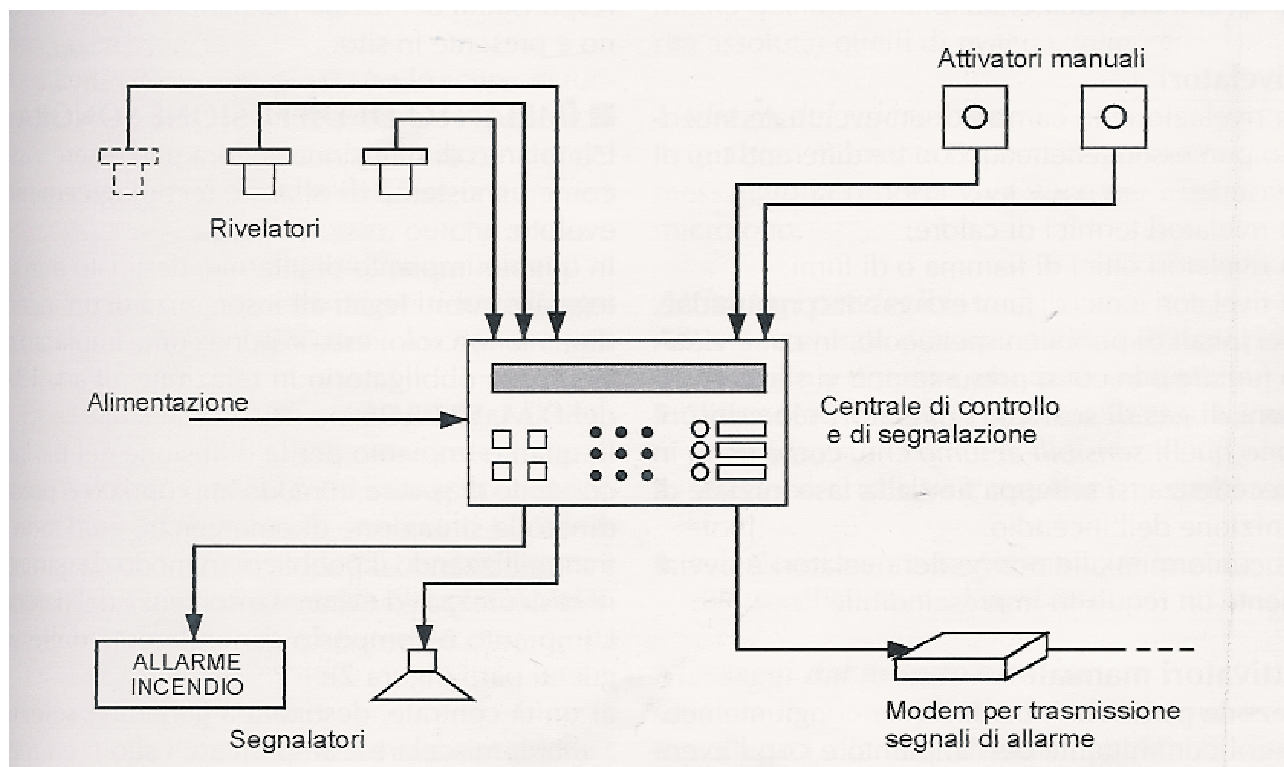 Attivatori manuali
Rivelatori
Alimentazione
Centrale di controllo
e di segnalazione
ALLARME
INCENDIO
Segnalatori
Modem per trasmissione
segnali di allarme